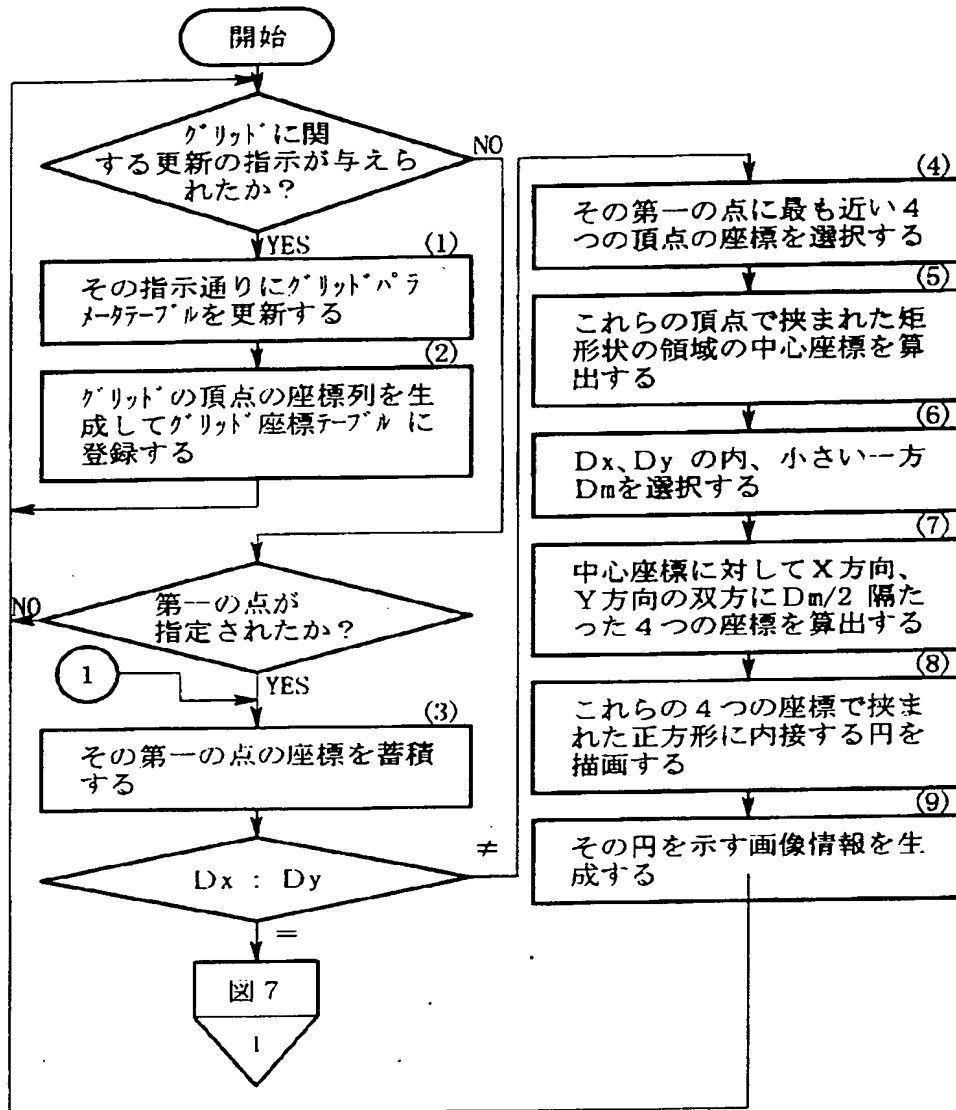 開始
グリッドに関
する更新の指示が与えら
れたか？
NO
YES
(1)
その指示通りにグリッドパラ
メータテーブルを更新する
(2)
グリッドの頂点の座標列を生
成してグリッド座標テーブルに
登録する
第一の点が
指定されたか？
NO
YES
1
(3)
その第一の点の座標を蓄積
する
Dx : Dy
≠
=
図7
1
(4)
その第一の点に最も近い4
つの頂点の座標を選択する
(5)
これらの頂点で挟まれた矩
形状の領域の中心座標を算
出する
(6)
Dx、Dy の内、小さい一方
Dmを選択する
(7)
中心座標に対してX方向、
Y方向の双方にDm/2 隔た
った4つの座標を算出する
(8)
これらの4つの座標で挟ま
れた正方形に内接する円を
描画する
(9)
その円を示す画像情報を生
成する